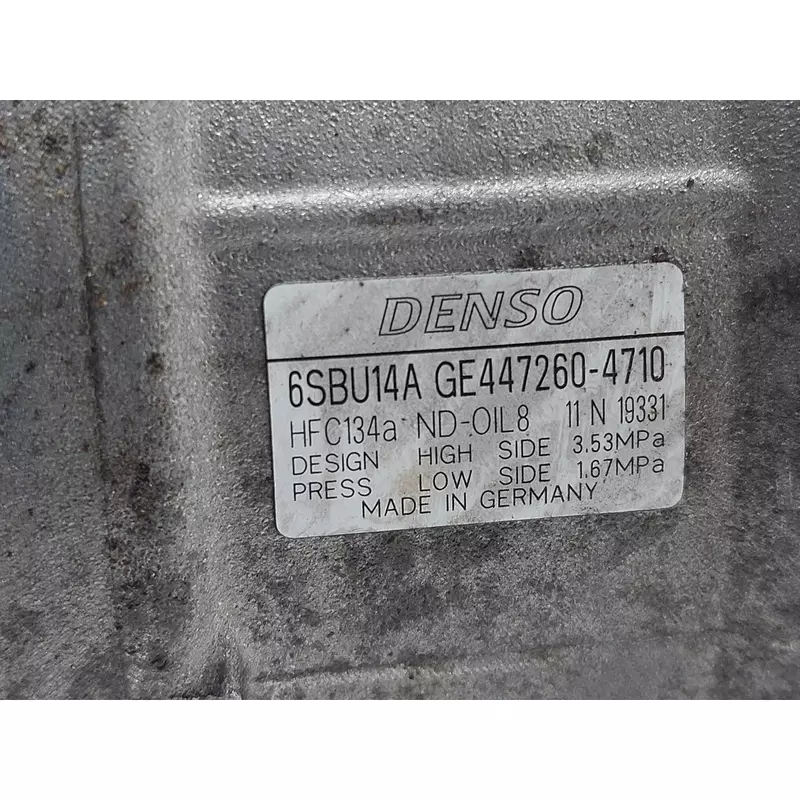 DENSO
6SBU14A GE447260-4710
HFC134a ND-OIL8 11 N 19331
DESIGN HIGH SIDE 3.53MPa
PRESS LOW SIDE 1.67MPa
MADE IN GERMANY